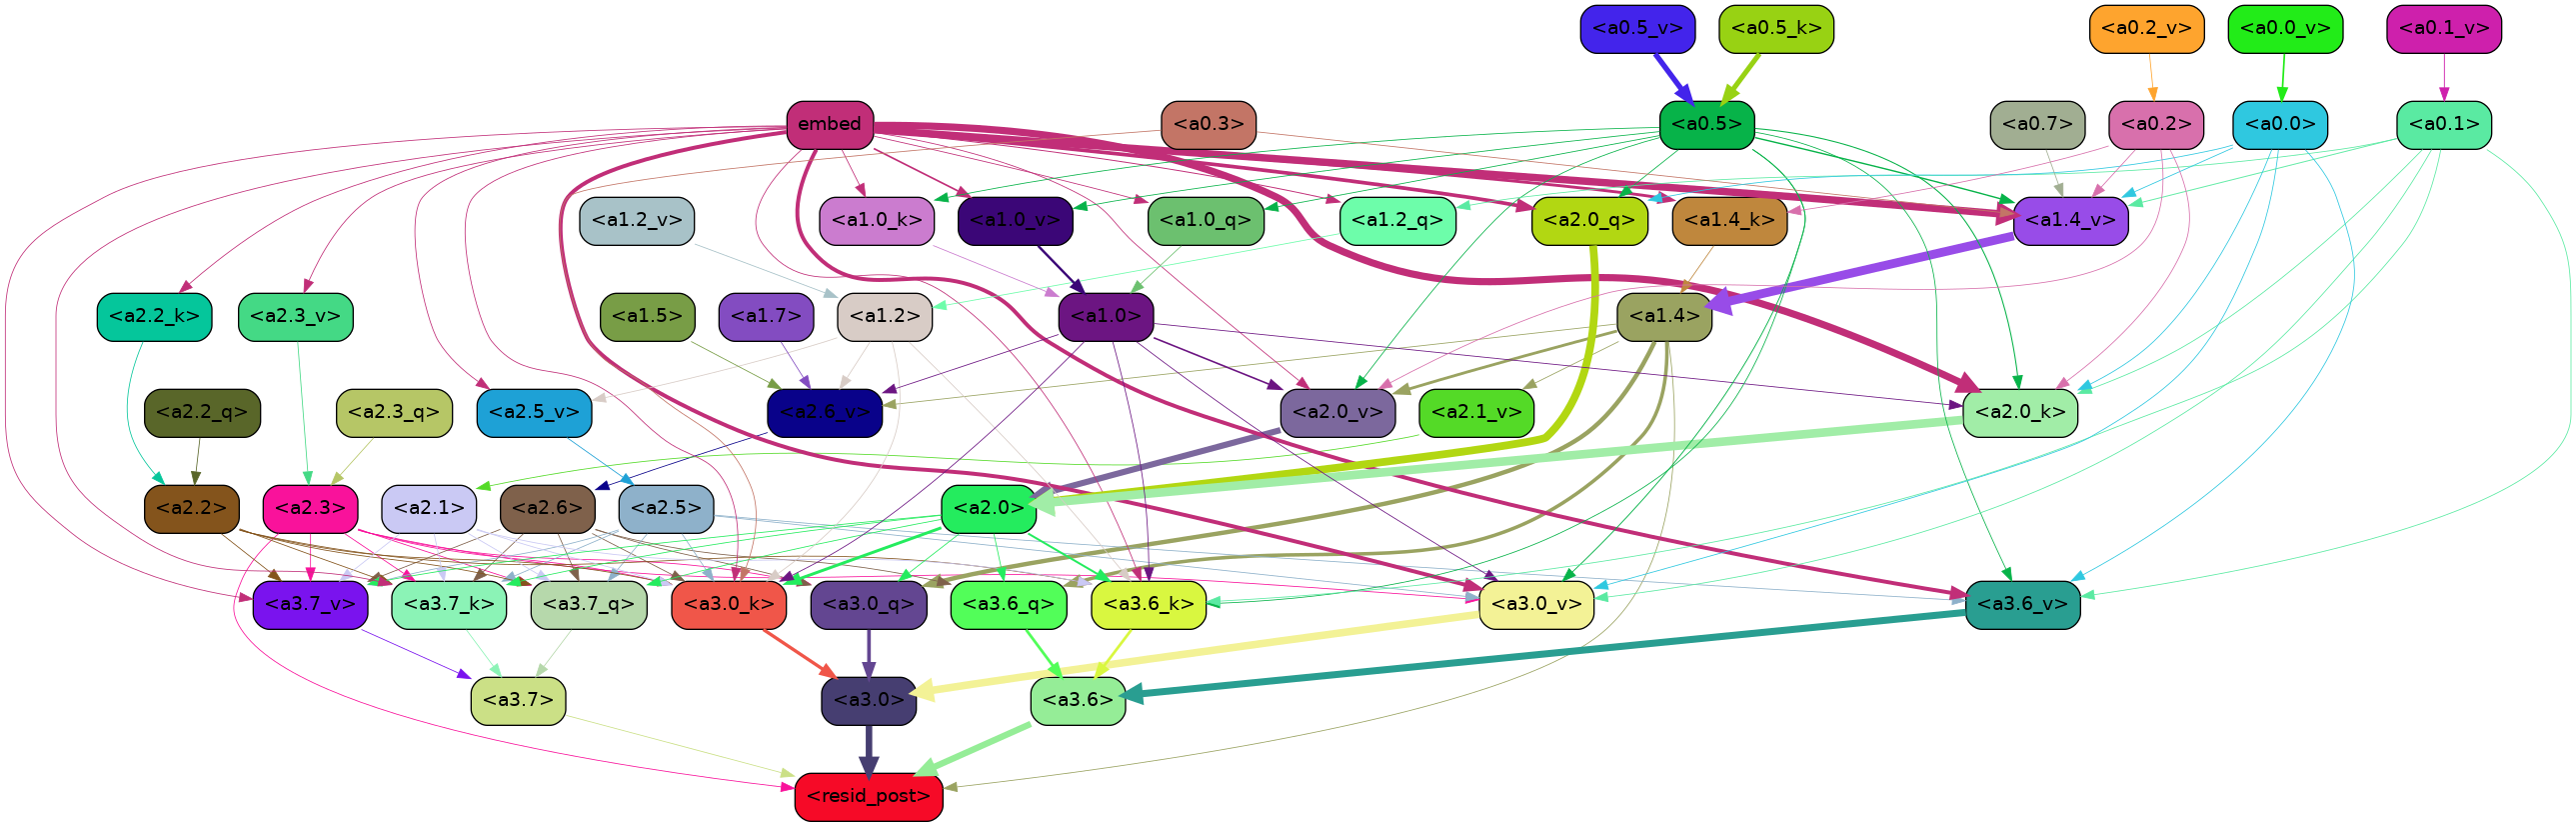 <a0.5_v> <a0.5_k> <a0.2_v> <a0.0_v> <a0.1_v>
embed <a0.3> <a0.5> <a0.7> <a0.2> <a0.0> <a0.1>
<a1.2_v> <a1.0_k> <a1.0_v> <a1.0_q> <a1.2_q> <a2.0_q> <a1.4_k> <a1.4_v>
<a2.2_k> <a2.3_v> <a1.5> <a1.7> <a1.2> <a1.0> <a1.4>
<a2.2_q> <a2.3_q> <a2.5_v> <a2.6_v> <a2.0_v> <a2.1_v> <a2.0_k>
<a2.2> <a2.3> <a2.1> <a2.6> <a2.5> <a2.0>
<a3.7_v> <a3.7_k> <a3.7_q> <a3.0_k> <a3.0_q> <a3.6_q> <a3.6_k> <a3.0_v> <a3.6_v>
<a3.7> <a3.0> <a3.6>
<resid_post>